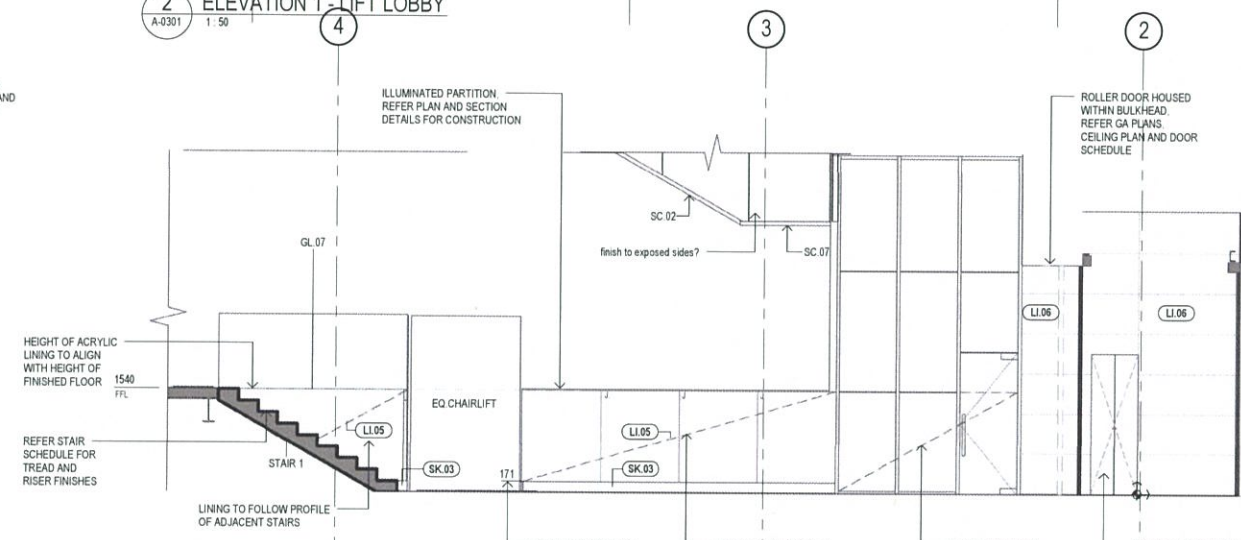 2
A-0301
ELEVATION 1 - LIFT LOBBY
1 : 50
4
3
2
AND
ILLUMINATED PARTITION.
REFER PLAN AND SECTION
DETAILS FOR CONSTRUCTION
ROLLER DOOR HOUSED
WITHIN BULKHEAD.
REFER GA PLANS.
CEILING PLAN AND DOOR
SCHEDULE
SC.02
GL.07
finish to exposed sides?
SC.07
LI.06
LI.06
HEIGHT OF ACRYLIC
LINING TO ALIGN
WITH HEIGHT OF
FINISHED FLOOR
1540
FFL
EQ.CHAIRLIFT
LI.05
LI.05
REFER STAIR
SCHEDULE FOR
TREAD AND
RISER FINISHES
STAIR 1
SK.03
171
SK.03
LINING TO FOLLOW PROFILE
OF ADJACENT STAIRS